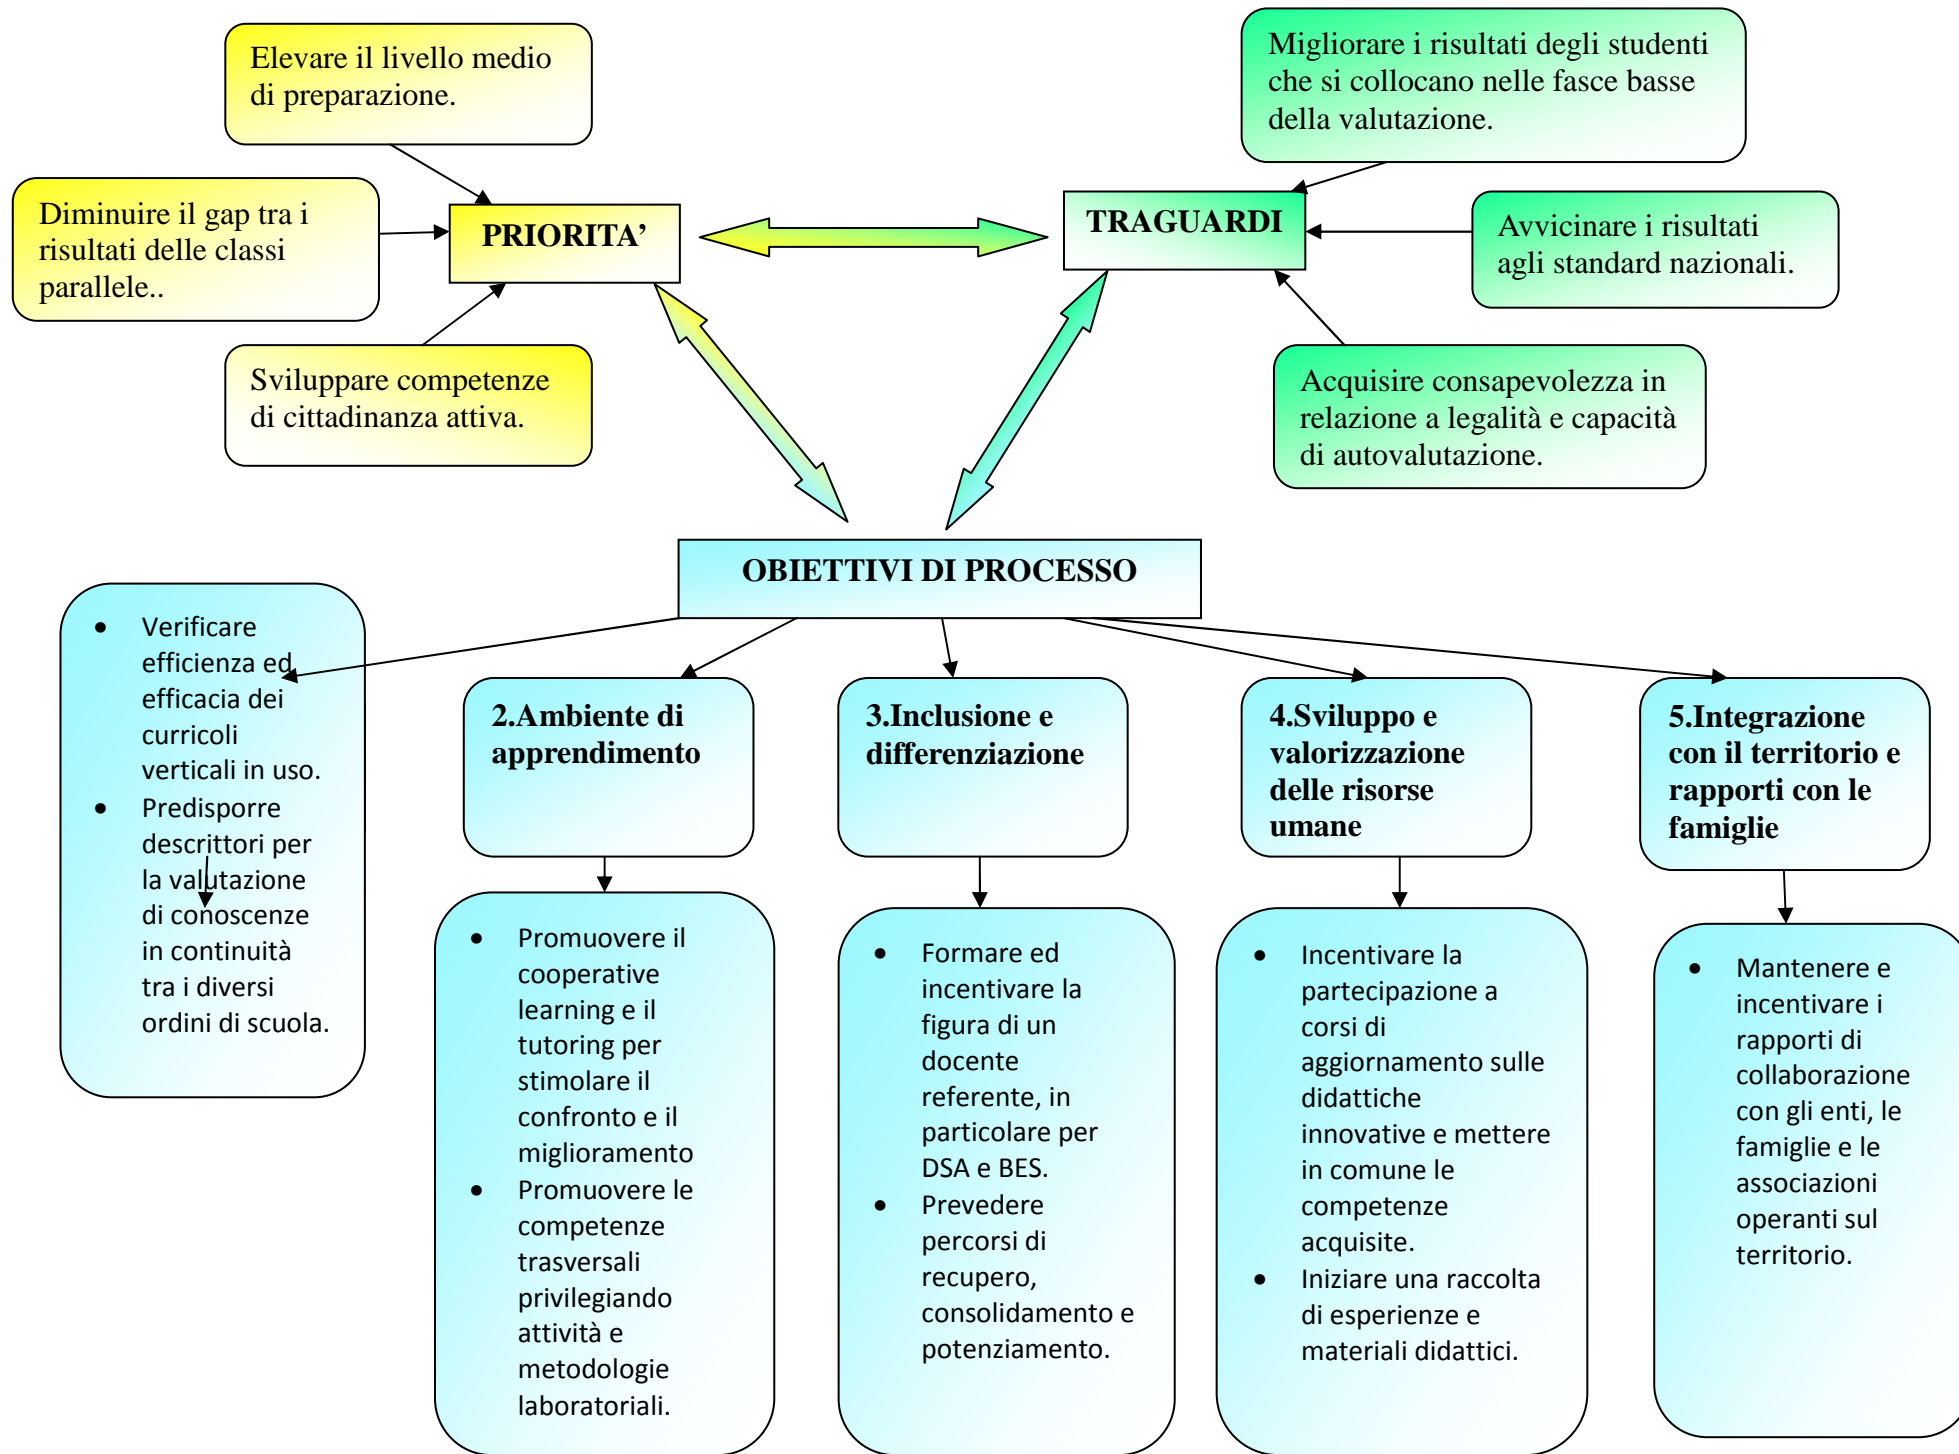 Elevare il livello medio
di preparazione.
Migliorare i risultati degli studenti
che si collocano nelle fasce basse
della valutazione.
Diminuire il gap tra i
risultati delle classi
parallele..
PRIORITA’
TRAGUARDI
Avvicinare i risultati
agli standard nazionali.
Sviluppare competenze
di cittadinanza attiva.
Acquisire consapevolezza in
relazione a legalità e capacità
di autovalutazione.
OBIETTIVI DI PROCESSO
• Verificare
efficienza ed
efficacia dei
curricoli
verticali in uso.
• Predisporre
descrittori per
la valutazione
di conoscenze
in continuità
tra i diversi
ordini di scuola.
2.Ambiente di
apprendimento
3.Inclusione e
differenziazione
4.Sviluppo e
valorizzazione
delle risorse
umane
5.Integrazione
con il territorio e
rapporti con le
famiglie
• Promuovere il
cooperative
learning e il
tutoring per
stimolare il
confronto e il
miglioramento
• Promuovere le
competenze
trasversali
privilegiando
attività e
metodologie
laboratoriali.
• Formare ed
incentivare la
figura di un
docente
referente, in
particolare per
DSA e BES.
• Prevedere
percorsi di
recupero,
consolidamento e
potenziamento.
• Incentivare la
partecipazione a
corsi di
aggiornamento sulle
didattiche
innovative e mettere
in comune le
competenze
acquisite.
• Iniziare una raccolta
di esperienze e
materiali didattici.
• Mantenere e
incentivare i
rapporti di
collaborazione
con gli enti, le
famiglie e le
associazioni
operanti sul
territorio.